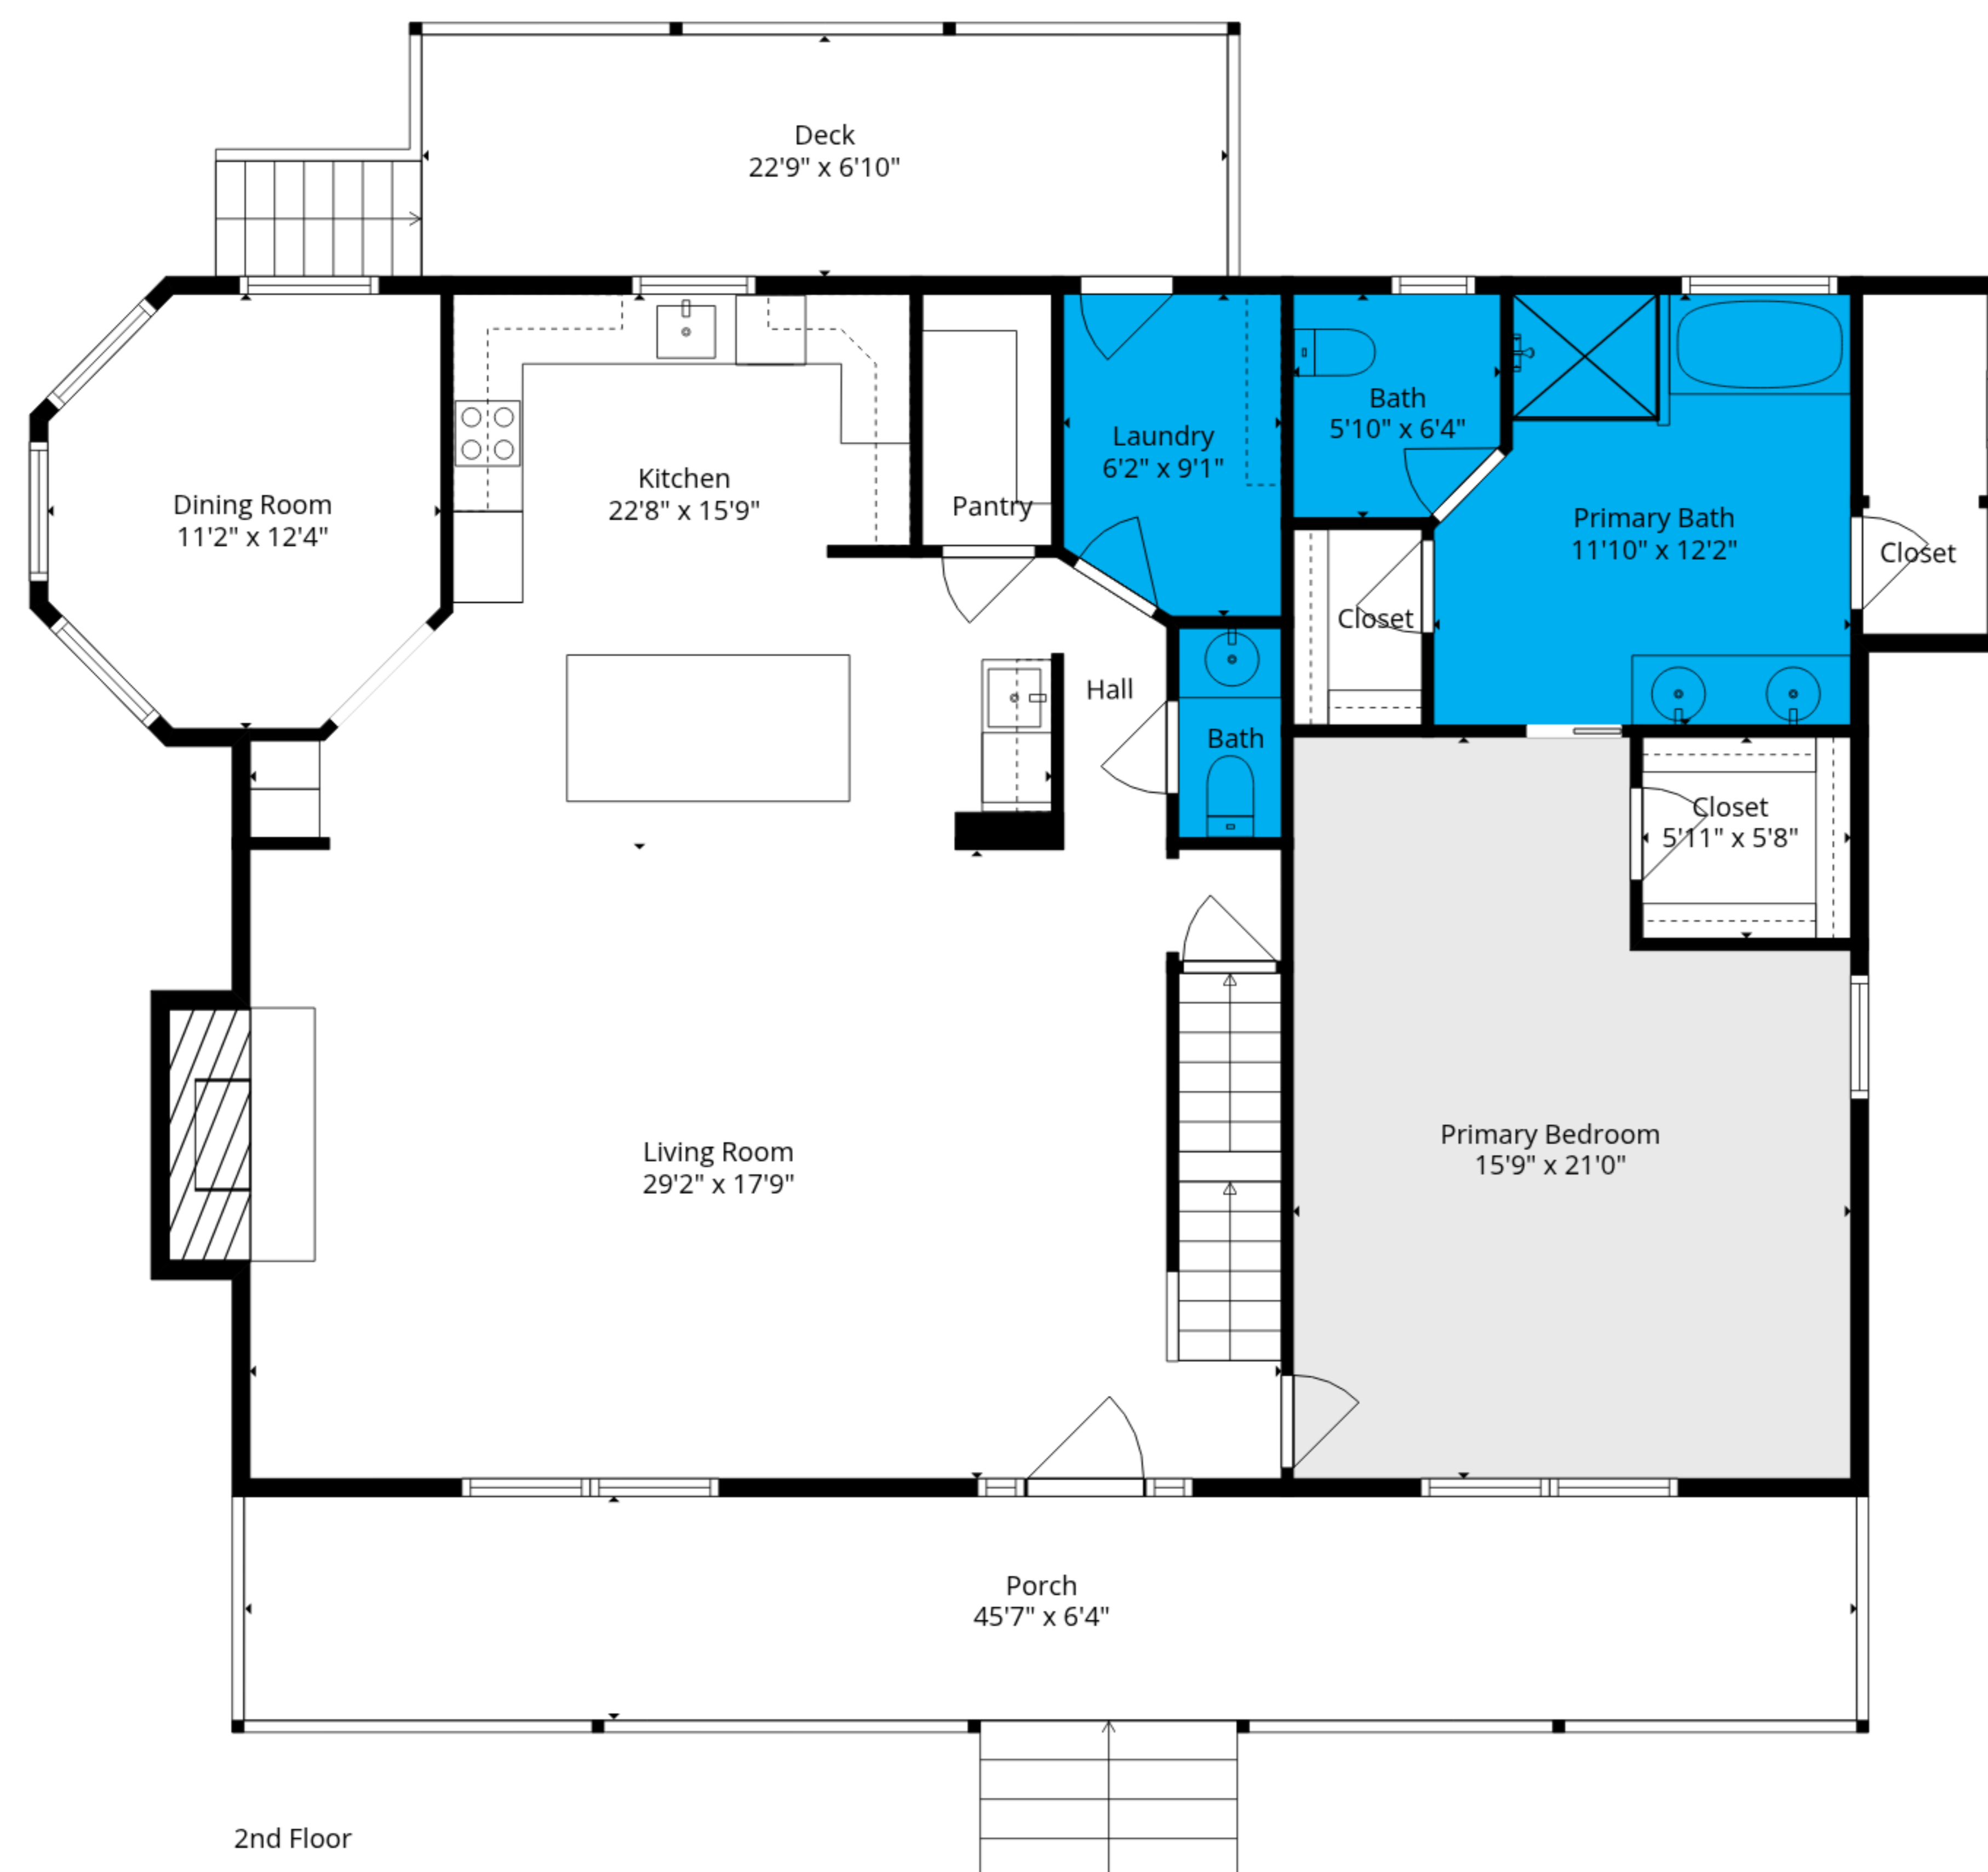 Deck
22'9" x 6'10"
Bath
5'10" x 6'4"
Laundry
6'2" x 9'1"
Kitchen
22'8" x 15'9"
Pantry
Dining Room
11'2" x 12'4"
Primary Bath
11'10" x 12'2"
Closet
Closet
Hall
Bath
Closet
5'11" x 5'8"
Living Room
29'2" x 17'9"
Primary Bedroom
15'9" x 21'0"
Porch
45'7" x 6'4"
2nd Floor